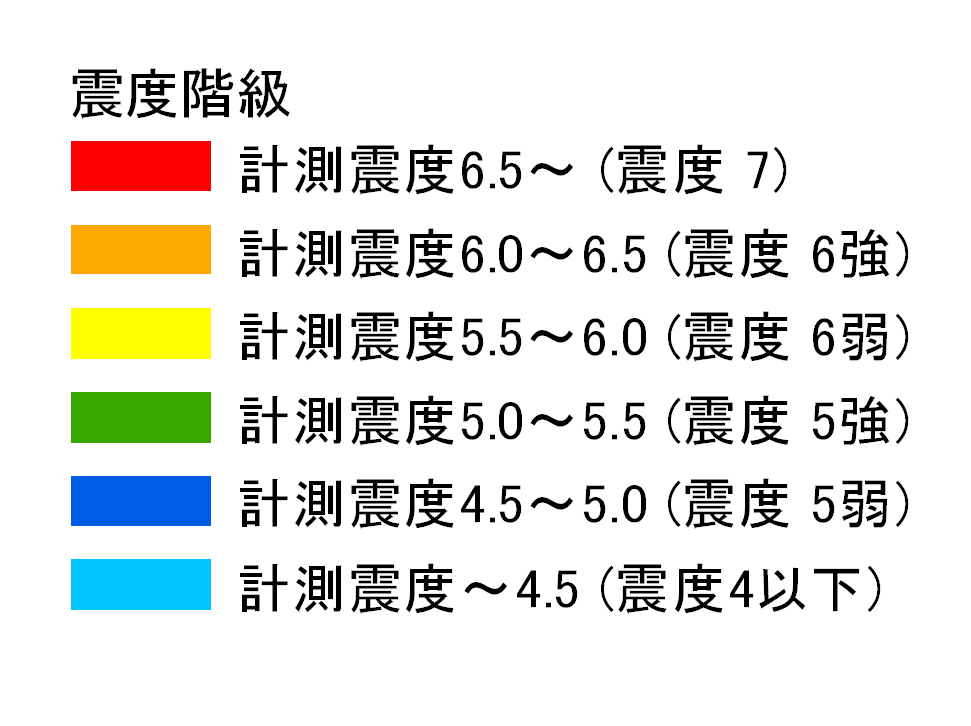 震度階級
計測震度6.5～ (震度 7)
計測震度6.0～6.5 (震度 6強)
計測震度5.5～6.0 (震度 6弱)
計測震度5.0～5.5 (震度 5強)
計測震度4.5～5.0 (震度 5弱)
計測震度～4.5 (震度4以下)